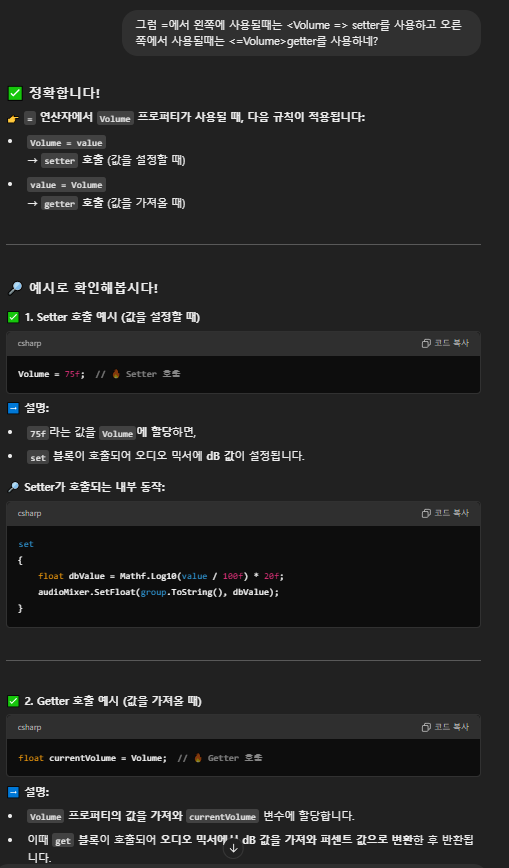 그럼 =에서 왼쪽에 사용될때는 <Volume => setter를 사용하고 오른
쪽에서 사용될때는 <=Volume>getter를 사용하네?
✅ 정확합니다!
👉 = 연산자에서 Volume 프로퍼티가 사용될 때, 다음 규칙이 적용됩니다:
• Volume = value
→ setter 호출 (값을 설정할 때)
• value = Volume
→ getter 호출 (값을 가져올 때)
🔎 예시로 확인해봅시다!
✅ 1. Setter 호출 예시 (값을 설정할 때)
csharp 코드 복사
Volume = 75f; // 🔥 Setter 호출
➡️ 설명:
• 75f라는 값을 Volume에 할당하면,
• set 블록이 호출되어 오디오 믹서에 dB 값이 설정됩니다.
🔎 Setter가 호출되는 내부 동작:
csharp 코드 복사
set
{
float dbValue = Mathf.Log10(value / 100f) * 20f;
audioMixer.SetFloat(group.ToString(), dbValue);
}
✅ 2. Getter 호출 예시 (값을 가져올 때)
csharp 코드 복사
float currentVolume = Volume; // 🔥 Getter 호출
➡️ 설명:
• Volume 프로퍼티의 값을 가져와 currentVolume 변수에 할당합니다.
• 이때 get 블록이 호출되어 오디오 믹서에서 dB 값을 가져와 퍼센트 값으로 변환한 후 반환됩
니다.